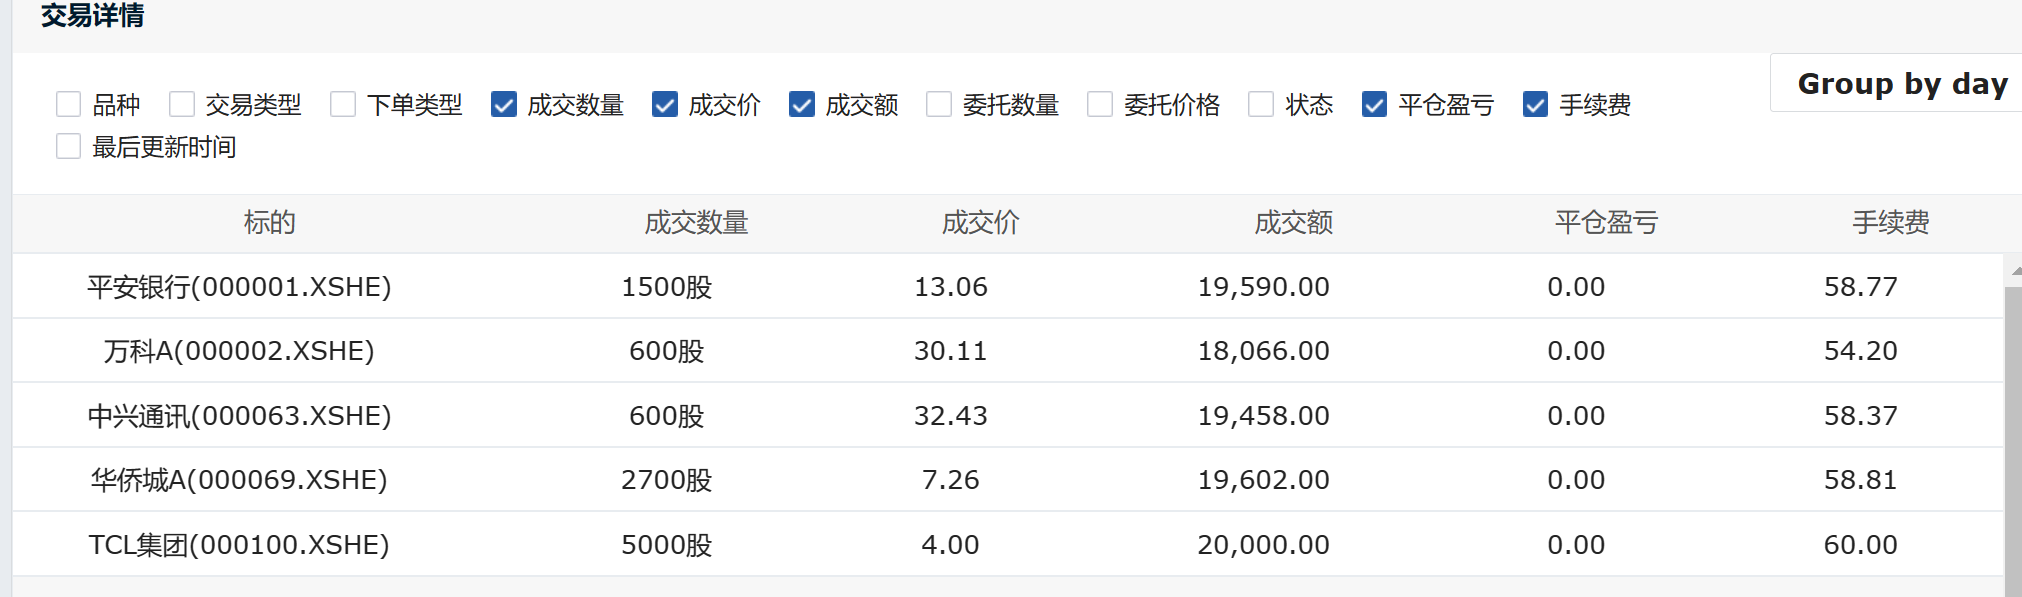 交易详情
Group by day
品种 交易类型 下单类型 成交数量 成交价 成交额 委托数量 委托价格 状态 平仓盈亏 手续费
最后更新时间
标的 成交数量 成交价 成交额 平仓盈亏 手续费
平安银行(000001.XSHE) 1500股 13.06 19,590.00 0.00 58.77
万科A(000002.XSHE) 600股 30.11 18,066.00 0.00 54.20
中兴通讯(000063.XSHE) 600股 32.43 19,458.00 0.00 58.37
华侨城A(000069.XSHE) 2700股 7.26 19,602.00 0.00 58.81
TCL集团(000100.XSHE) 5000股 4.00 20,000.00 0.00 60.00